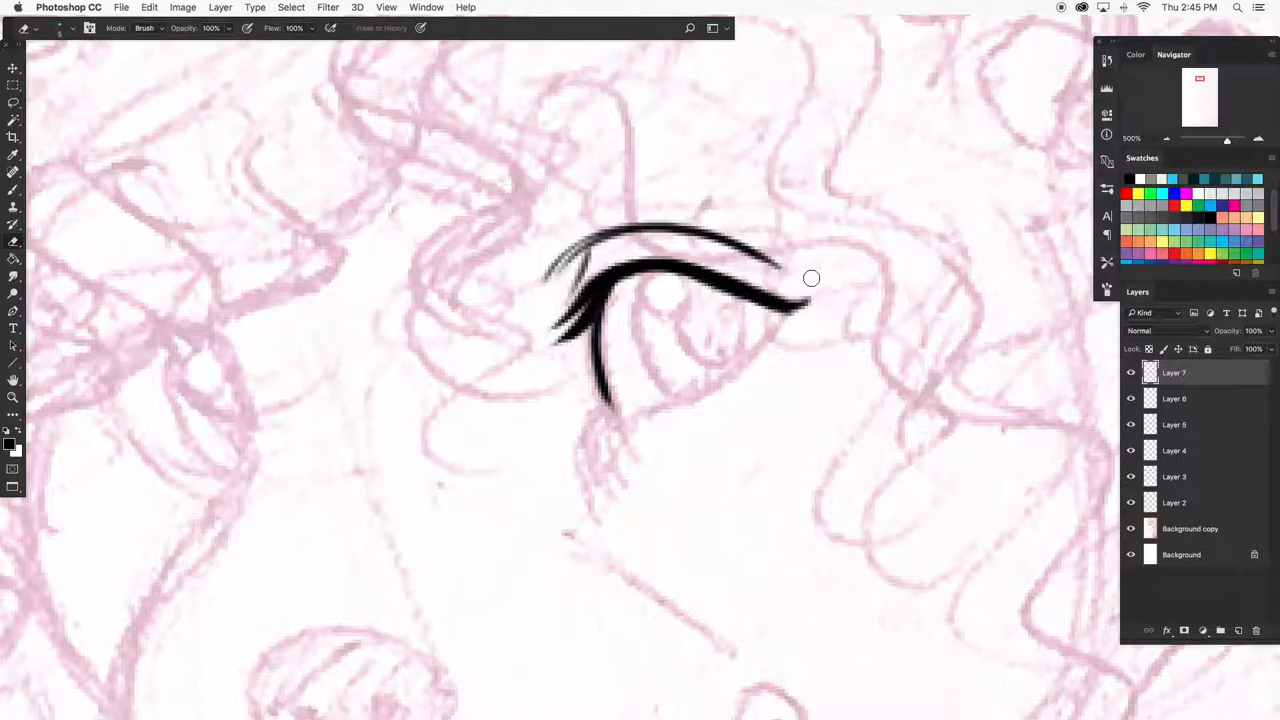 Photoshop CC File Edit Image Layer Type Select Filter 3D View Window Help Thu 2:45 PM
5 Mode: Brush Opacity: 100% Flow: 100% Erase to History
Color Navigator
500%
Swatches
Layers
Kind
Normal Opacity: 100%
Lock: Fill: 100%
Layer 7
Layer 6
Layer 5
Layer 4
Layer 3
Layer 2
Background copy
Background
fx